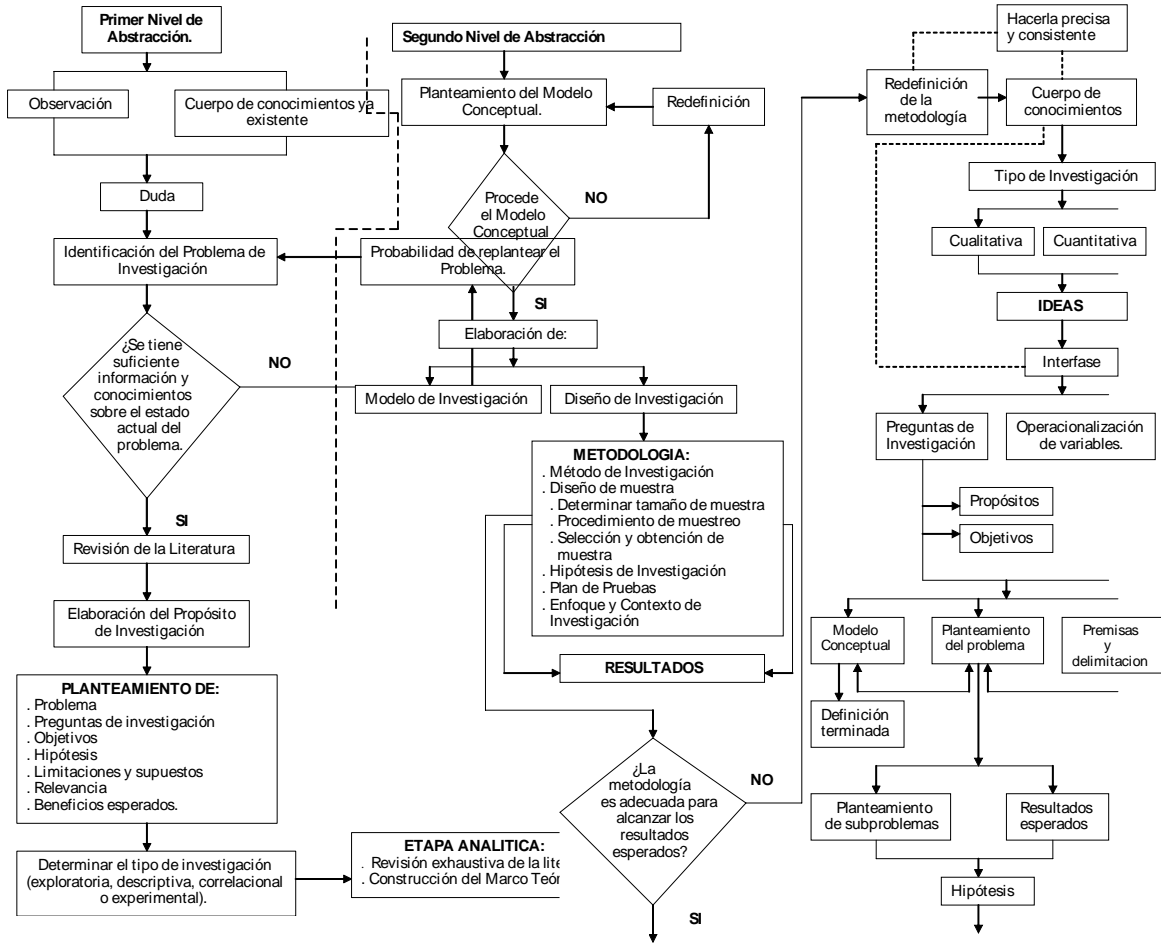 Primer Nivel de
Abstracción.
Observación
Cuerpo de conocimientos ya
existente
Duda
Identificación del Problema de
Investigación
¿Se tiene
suficiente
información y
conocimientos
sobre el estado
actual del
problema.
NO
SI
Revisión de la Literatura
Elaboración del Propósito
de Investigación
PLANTEAMIENTO DE:
. Problema
. Preguntas de investigación
. Objetivos
. Hipótesis
. Limitaciones y supuestos
. Relevancia
. Beneficios esperados.
Determinar el tipo de investigación
(exploratoria, descriptiva, correlacional
o experimental).
ETAPA ANALITICA:
. Revisión exhaustiva de la lite
. Construcción del Marco Teór
Segundo Nivel de Abstracción
Planteamiento del Modelo
Conceptual.
Redefinición
Procede
el Modelo
Conceptual
NO
Probabilidad de replantear el
Problema.
SI
Elaboración de:
Modelo de Investigación
Diseño de Investigación
METODOLOGIA:
. Método de Investigación
. Diseño de muestra
. Determinar tamaño de muestra
. Procedimiento de muestreo
. Selección y obtención de
muestra
. Hipótesis de Investigación
. Plan de Pruebas
. Enfoque y Contexto de
Investigación
RESULTADOS
¿La
metodología
es adecuada para
alcanzar los
resultados
esperados?
NO
SI
Hacerla precisa
y consistente
Redefinición
de la
metodología
Cuerpo de
conocimientos
Tipo de Investigación
Cualitativa
Cuantitativa
IDEAS
Interfase
Preguntas de
Investigación
Operacionalización
de variables.
Propósitos
Objetivos
Modelo
Conceptual
Planteamiento
del problema
Premisas
y
delimitacion
Definición
terminada
Planteamiento
de subproblemas
Resultados
esperados
Hipótesis